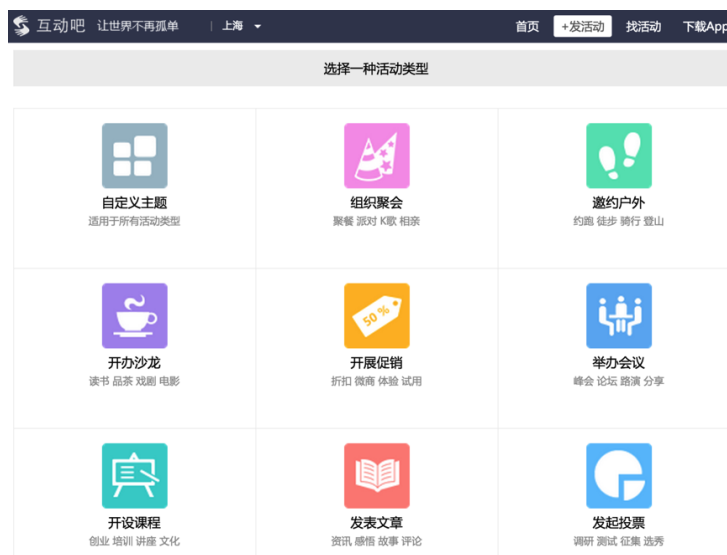 互动吧 让世界不再孤单 上海 首页 +发活动 找活动 下载App
选择一种活动类型
自定义主题 组织聚会 邀约户外
适用于所有活动类型 聚餐 派对 K歌 相亲 约跑 徒步 骑行 登山
50 %
开办沙龙 开展促销 举办会议
读书 品茶 戏剧 电影 折扣 微商 体验 试用 峰会 论坛 路演 分享
开设课程 发表文章 发起投票
创业 培训 讲座 文化 资讯 感悟 故事 评论 调研 测试 征集 选秀